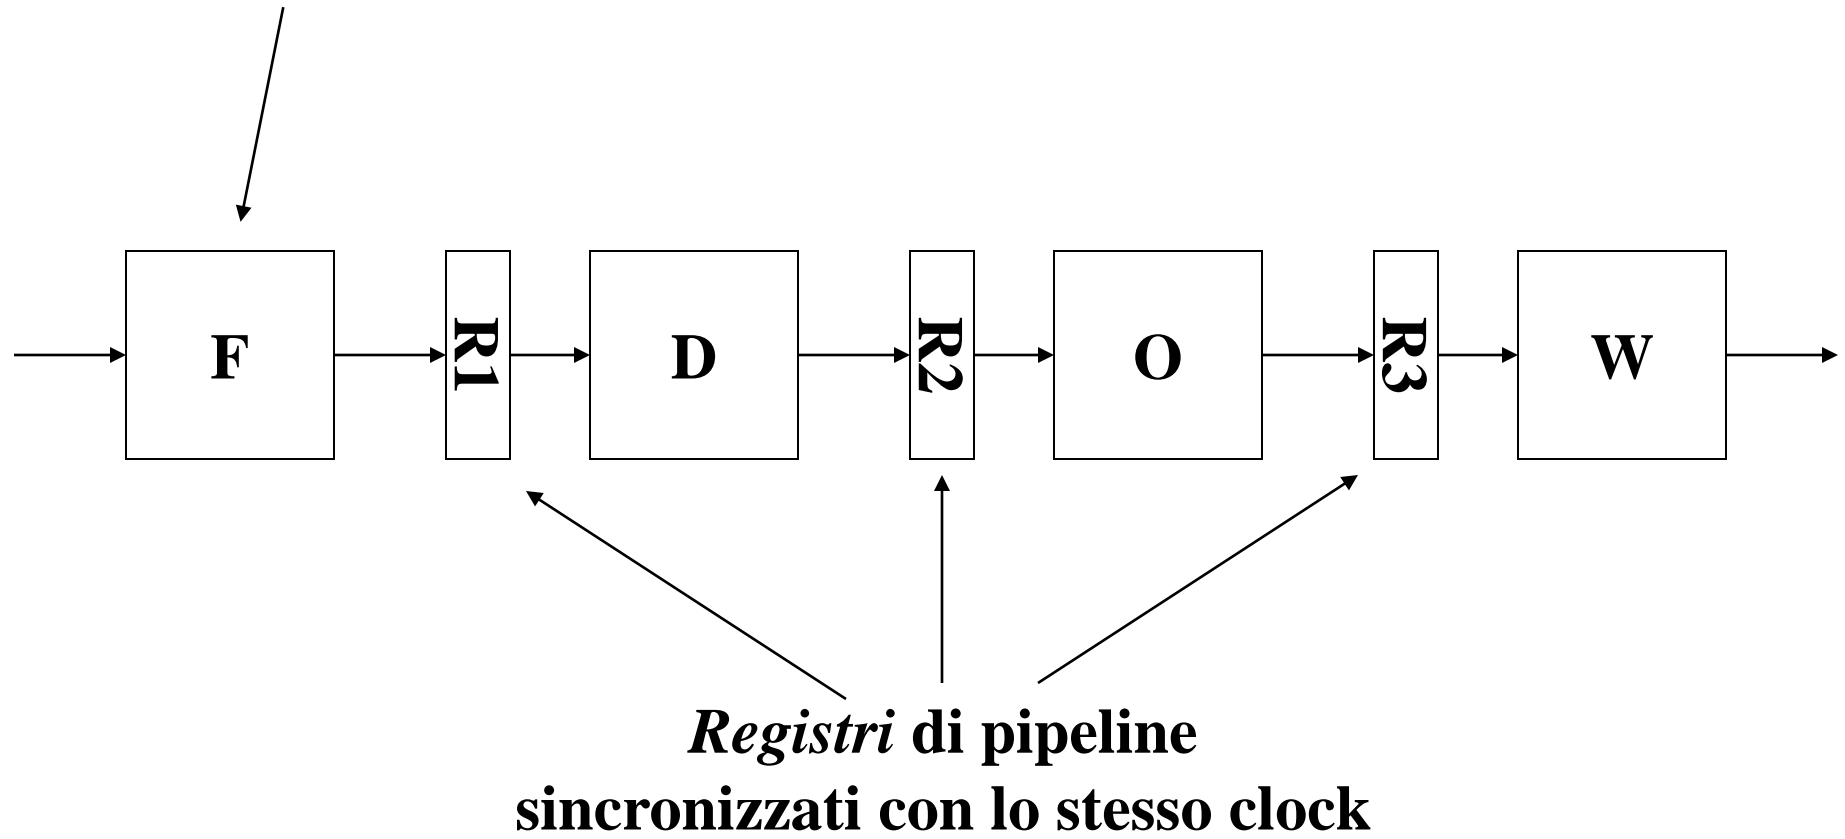 F R1 D R2 O R3 W
Registri di pipeline
sincronizzati con lo stesso clock